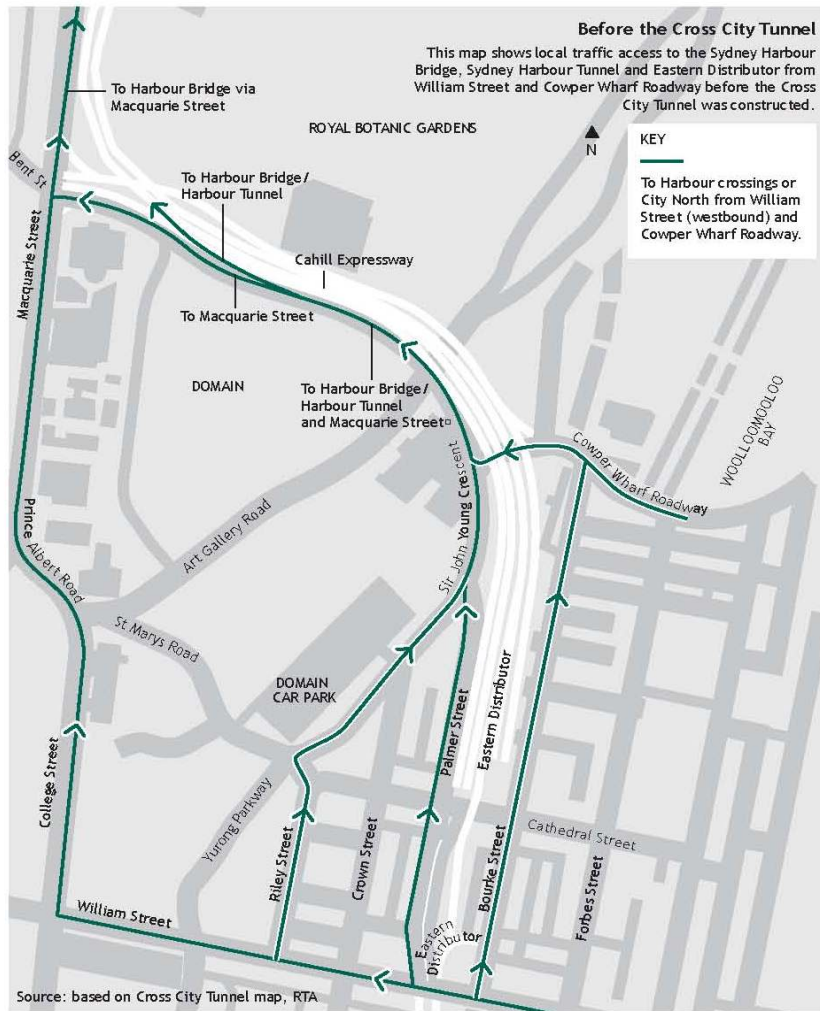 Before the Cross City Tunnel
This map shows local traffic access to the Sydney Harbour
Bridge, Sydney Harbour Tunnel and Eastern Distributor from
William Street and Cowper Wharf Roadway before the Cross
City Tunnel was constructed.
To Harbour Bridge via
Macquarie Street
ROYAL BOTANIC GARDENS
N
KEY
To Harbour crossings or
City North from William
Street (westbound) and
Cowper Wharf Roadway.
Bent St
To Harbour Bridge/
Harbour Tunnel
Macquarie Street
Cahill Expressway
To Macquarie Street
DOMAIN
To Harbour Bridge/
Harbour Tunnel
and Macquarie Street
WOOLLOOMOOLOO
BAY
Cowper Wharf Roadway
Sir John Young Crescent
Art Gallery Road
Prince Albert Road
St Marys Road
DOMAIN
CAR PARK
Eastern Distributor
Palmer Street
College Street
Yurong Parkway
Cathedral Street
Riley Street
Crown Street
Bourke Street
Forbes Street
William Street
Eastern
Distributor
Source: based on Cross City Tunnel map, RTA